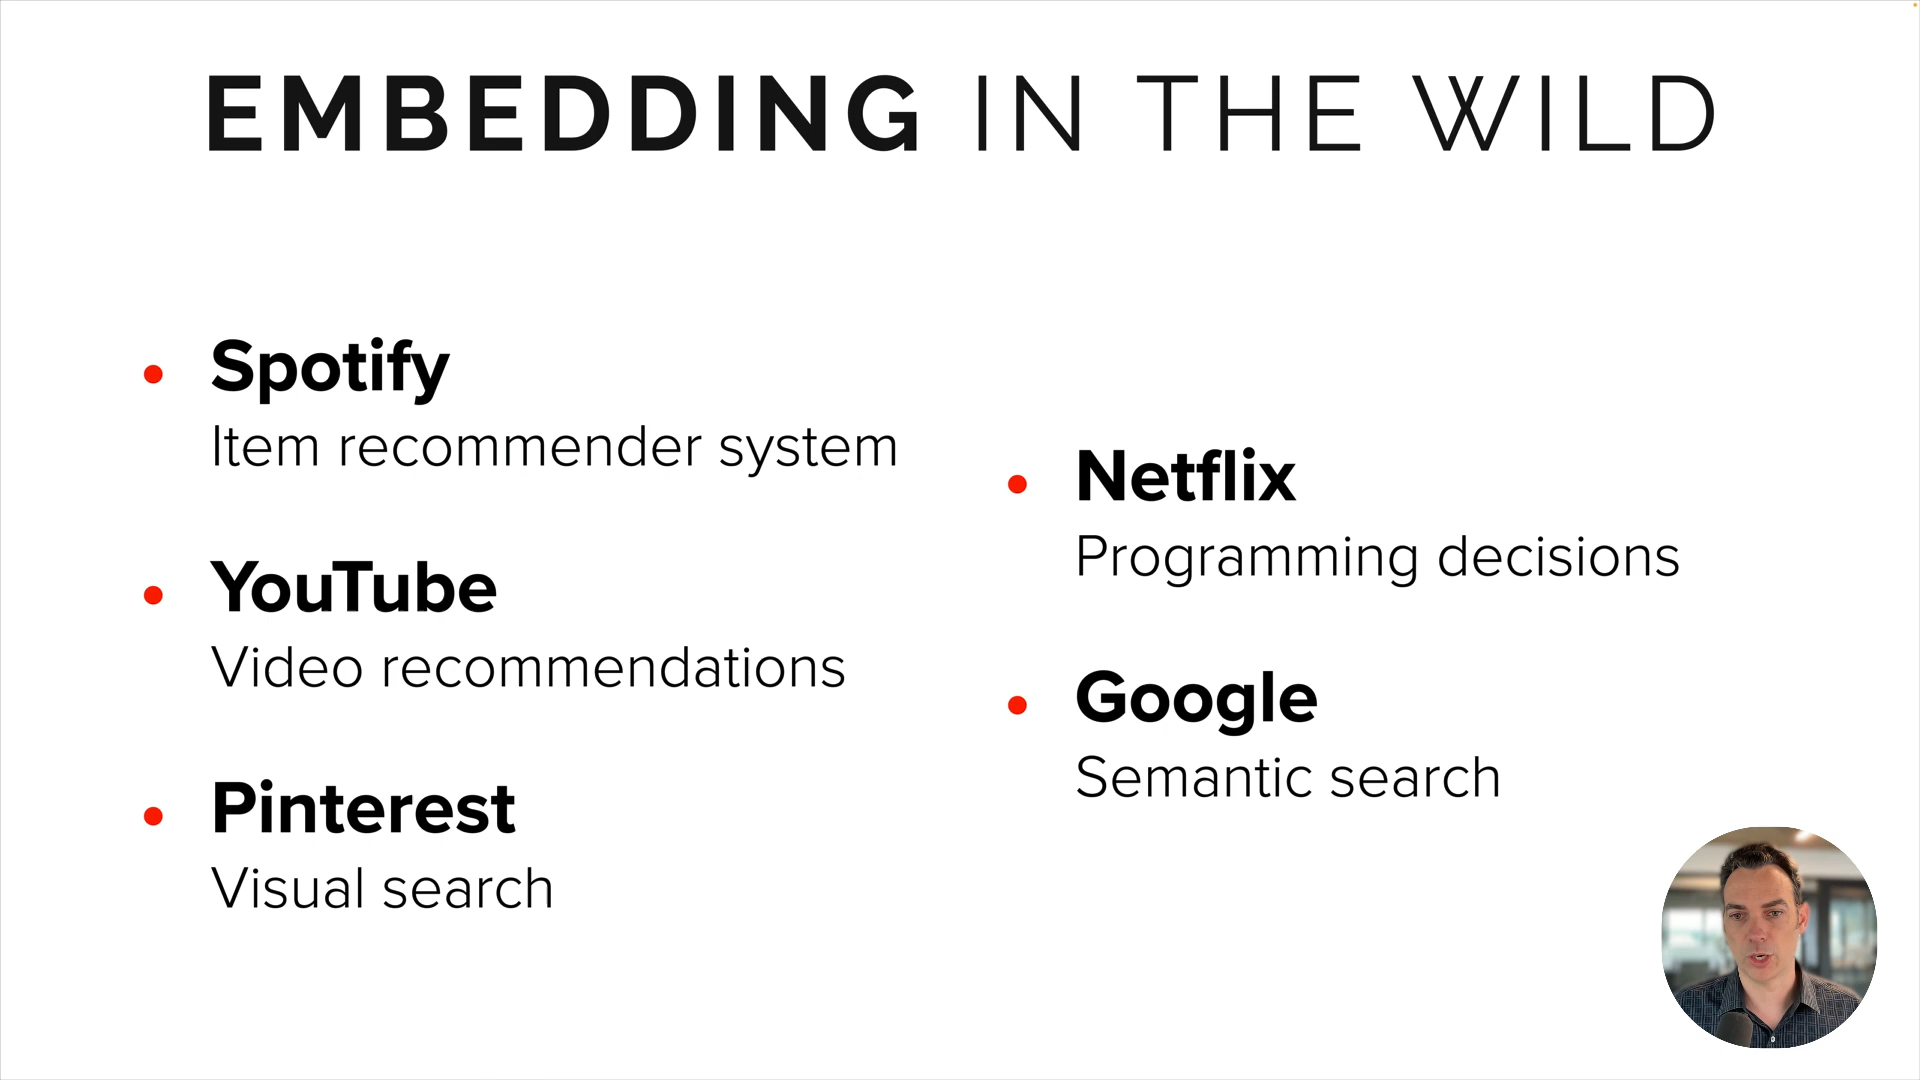 EMBEDDING IN THE WILD
Spotify
Item recommender system
YouTube
Video recommendations
Pinterest
Visual search
Netflix
Programming decisions
Google
Semantic search